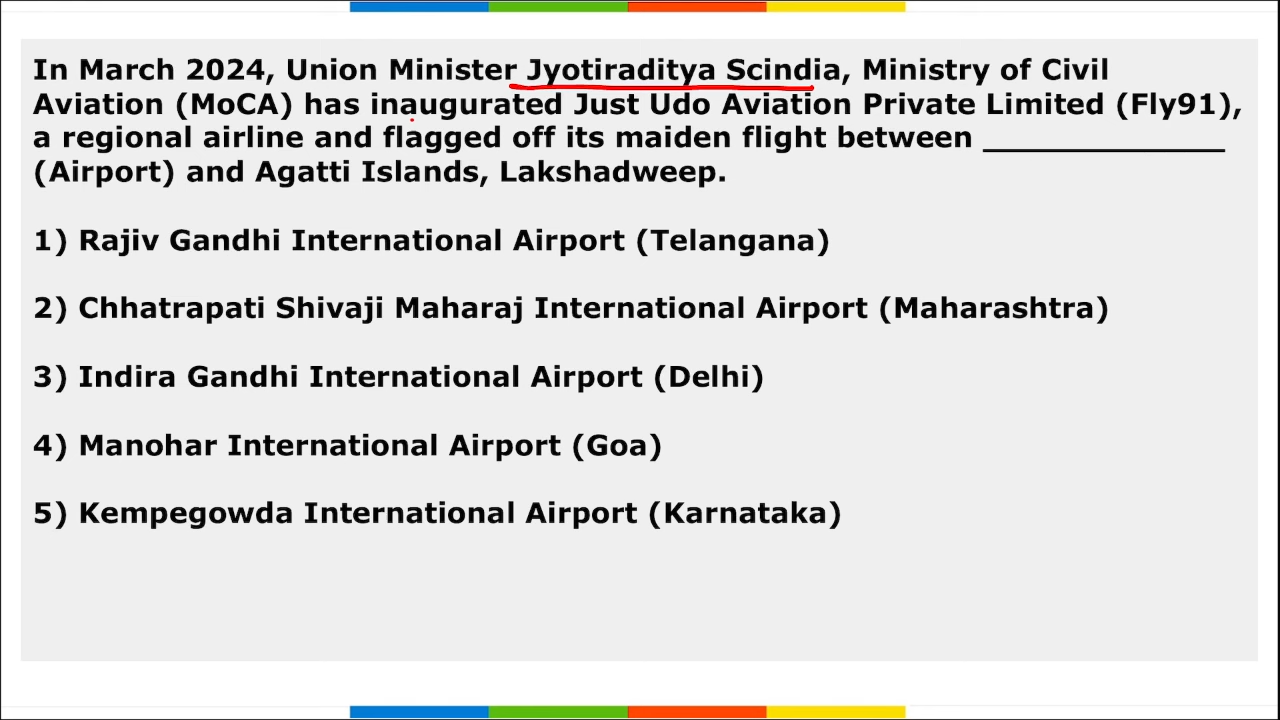 In March 2024, Union Minister Jyotiraditya Scindia, Ministry of Civil
Aviation (MoCA) has inaugurated Just Udo Aviation Private Limited (Fly91),
a regional airline and flagged off its maiden flight between _______________
(Airport) and Agatti Islands, Lakshadweep.
1) Rajiv Gandhi International Airport (Telangana)
2) Chhatrapati Shivaji Maharaj International Airport (Maharashtra)
3) Indira Gandhi International Airport (Delhi)
4) Manohar International Airport (Goa)
5) Kempegowda International Airport (Karnataka)